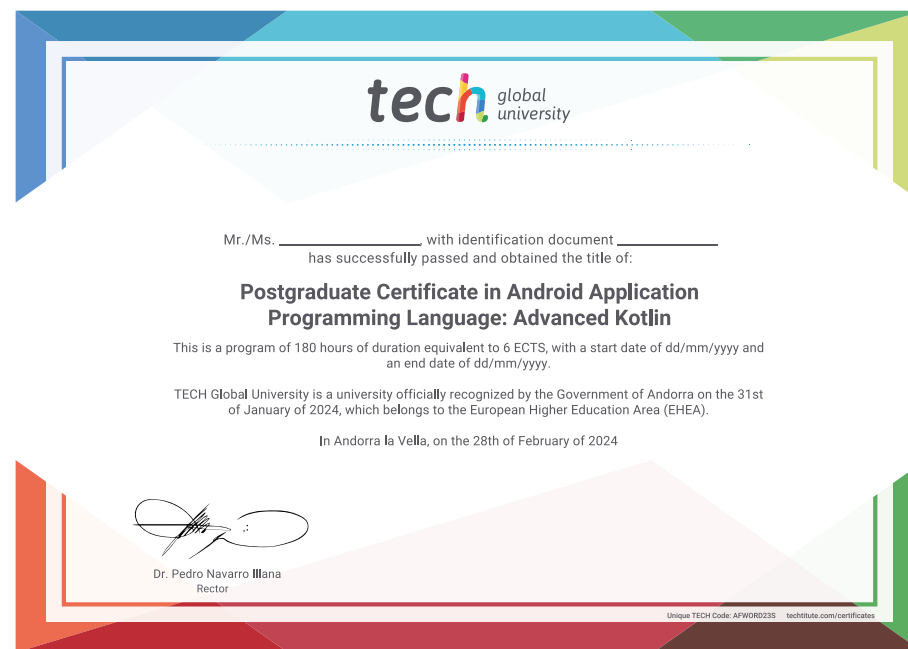 tech global
university
Mr./Ms. ____________, with identification document ____________
has successfully passed and obtained the title of:
Postgraduate Certificate in Android Application
Programming Language: Advanced Kotlin
This is a program of 180 hours of duration equivalent to 6 ECTS, with a start date of dd/mm/yyyy and
an end date of dd/mm/yyyy.
TECH Global University is a university officially recognized by the Government of Andorra on the 31st
of January of 2024, which belongs to the European Higher Education Area (EHEA).
In Andorra la Vella, on the 28th of February of 2024
Dr. Pedro Navarro Illana
Rector
Unique TECH Code: AFWORD23S techtitute.com/certificates